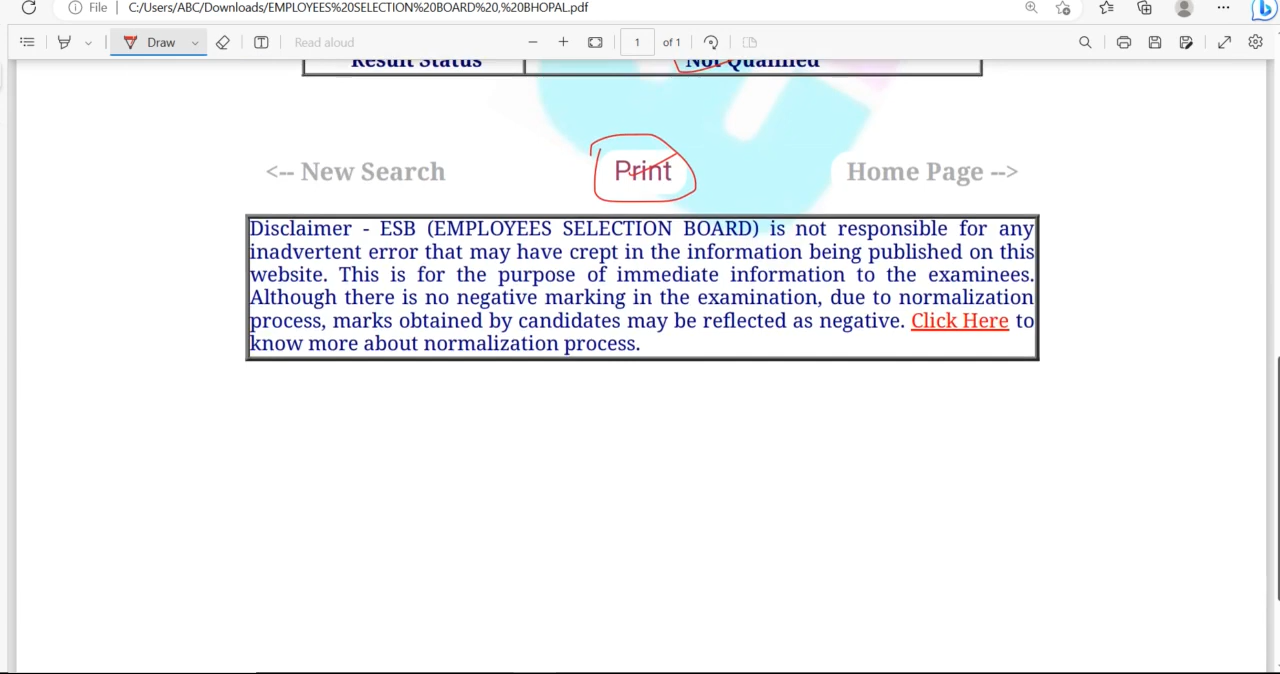 File C:/Users/ABC/Downloads/EMPLOYEES%20SELECTION%20BOARD%20,%20BHOPAL.pdf
Draw Read aloud 1 of 1
Result Status Not Qualified
<-- New Search Print Home Page -->
Disclaimer - ESB (EMPLOYEES SELECTION BOARD) is not responsible for any
inadvertent error that may have crept in the information being published on this
website. This is for the purpose of immediate information to the examinees.
Although there is no negative marking in the examination, due to normalization
process, marks obtained by candidates may be reflected as negative. Click Here to
know more about normalization process.